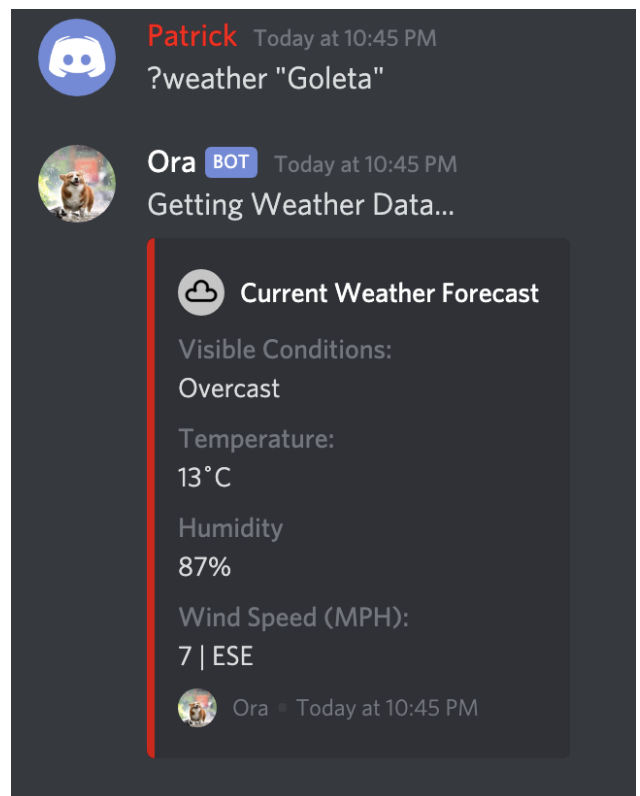 Patrick Today at 10:45 PM
?weather "Goleta"
Ora BOT Today at 10:45 PM
Getting Weather Data...
Current Weather Forecast
Visible Conditions:
Overcast
Temperature:
13°C
Humidity
87%
Wind Speed (MPH):
7 | ESE
Ora • Today at 10:45 PM